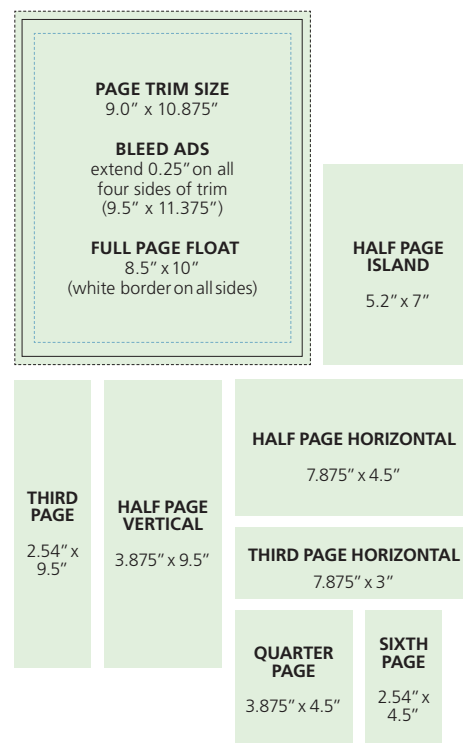 PAGE TRIM SIZE
9.0” x 10.875”
BLEED ADS
extend 0.25” on all
four sides of trim
(9.5” x 11.375”)
FULL PAGE FLOAT
8.5” x 10”
(white border on all sides)
HALF PAGE
ISLAND
5.2” x 7”
THIRD
PAGE
2.54” x
9.5”
HALF PAGE
VERTICAL
3.875” x 9.5”
HALF PAGE HORIZONTAL
7.875” x 4.5”
THIRD PAGE HORIZONTAL
7.875” x 3”
QUARTER
PAGE
3.875” x 4.5”
SIXTH
PAGE
2.54” x
4.5”